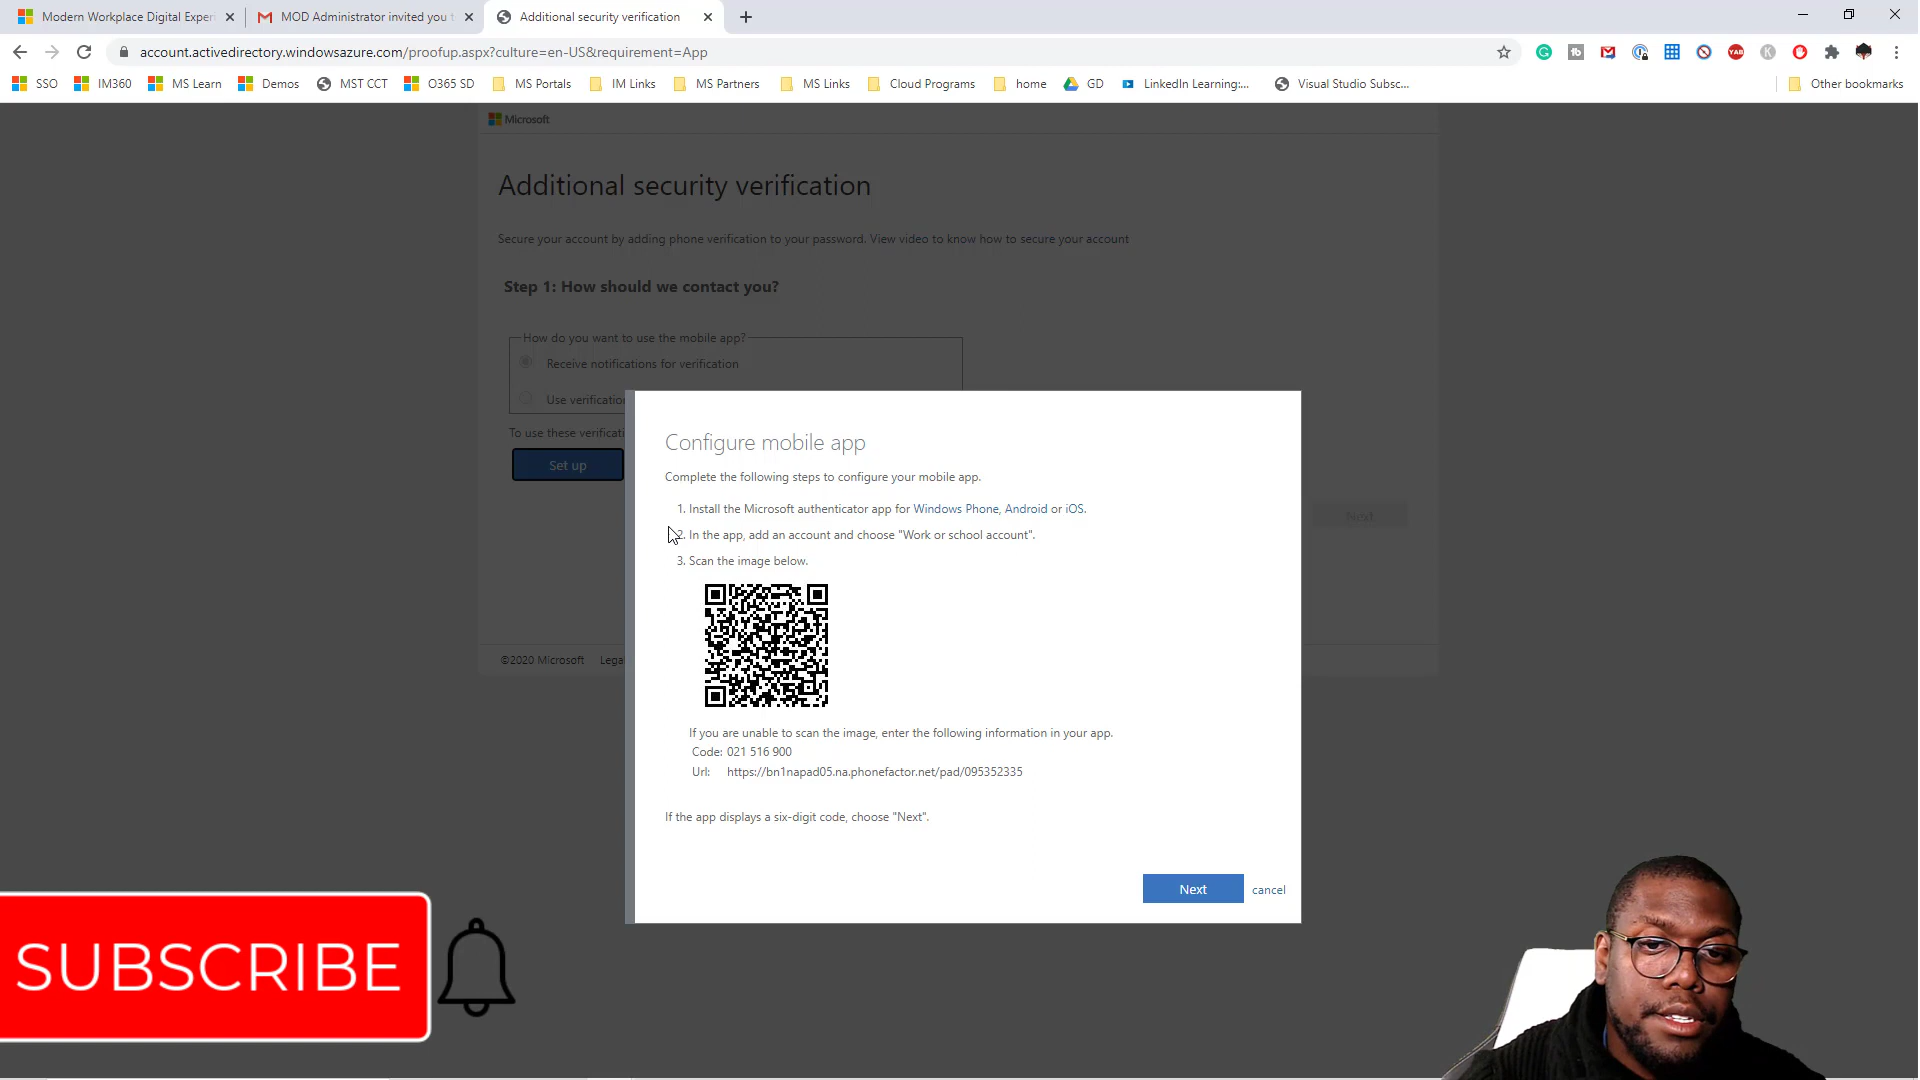 Modern Workplace Digital Experi
MOD Administrator invited you t
Additional security verification
account.activedirectory.windowsazure.com/proofup.aspx?culture=en-US&requirement=App
SSO
IM360
MS Learn
Demos
MST CCT
O365 SD
MS Portals
IM Links
MS Partners
MS Links
Cloud Programs
home
GD
LinkedIn Learning:...
Visual Studio Subsc...
Other bookmarks
Microsoft
Additional security verification
Secure your account by adding phone verification to your password. View video to know how to secure your account
Step 1: How should we contact you?
How do you want to use the mobile app?
Receive notifications for verification
Use verification
To use these verificati
Set up
Next
©2020 Microsoft Legal
Configure mobile app
Complete the following steps to configure your mobile app.
1. Install the Microsoft authenticator app for Windows Phone, Android or iOS.
2. In the app, add an account and choose "Work or school account".
3. Scan the image below.
If you are unable to scan the image, enter the following information in your app.
Code: 021 516 900
Url: https://bn1napad05.na.phonefactor.net/pad/095352335
If the app displays a six-digit code, choose "Next".
Next
cancel
SUBSCRIBE